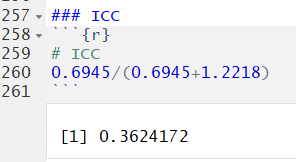 257 ### ICC
258 ```{r}
259 # ICC
260 0.6945/(0.6945+1.2218)
261 ```
[1] 0.3624172